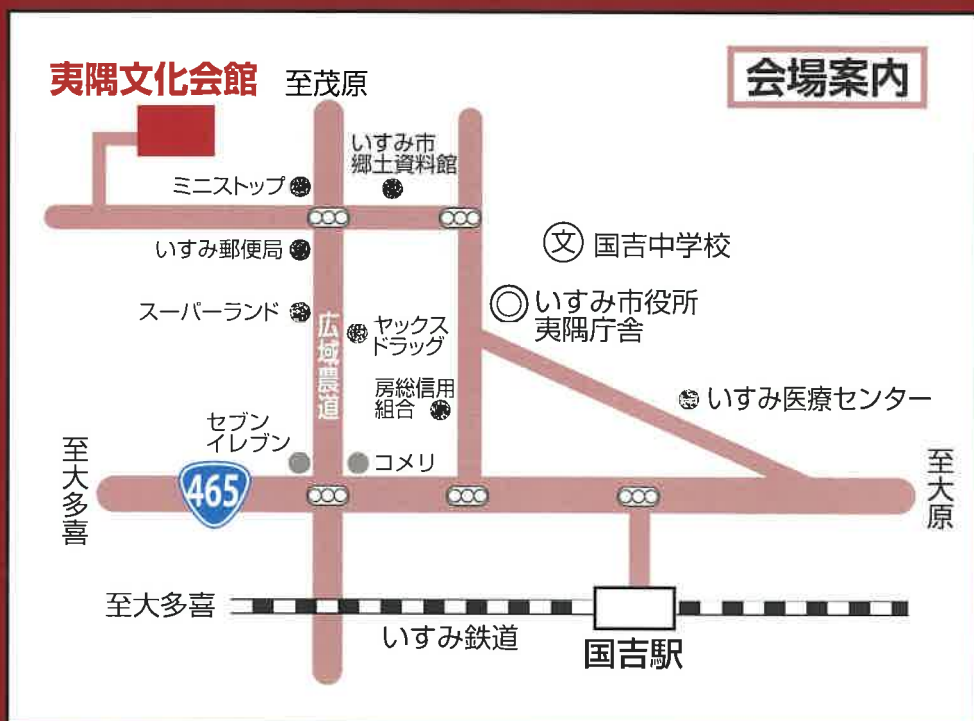 会場案内
夷隅文化会館
至茂原
いすみ市
郷土資料館
ミニストップ
いすみ郵便局
文
国吉中学校
スーパーランド
広域農道
ヤックス
ドラッグ
いすみ市役所
夷隅庁舎
房総信用
組合
いすみ医療センター
セブン
イレブン
コメリ
至大多喜
465
至大原
至大多喜
いすみ鉄道
国吉駅